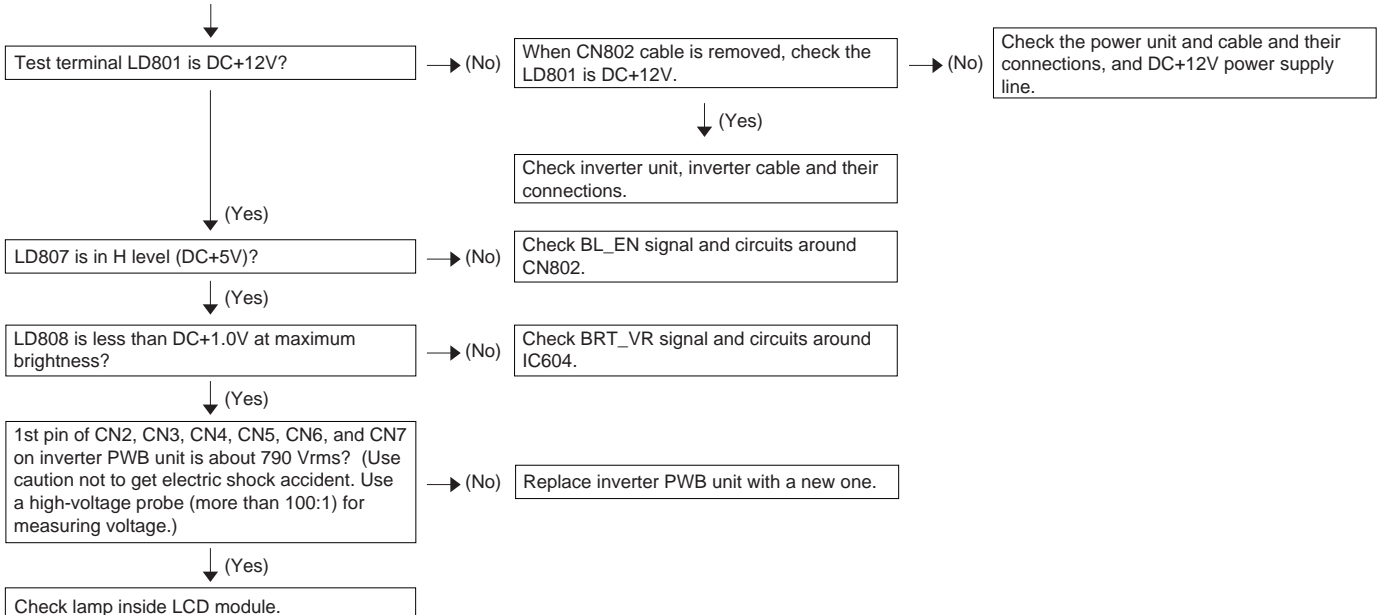 Test terminal LD801 is DC+12V?
(No)
When CN802 cable is removed, check the
LD801 is DC+12V.
(No)
Check the power unit and cable and their
connections, and DC+12V power supply
line.
(Yes)
Check inverter unit, inverter cable and their
connections.
(Yes)
LD807 is in H level (DC+5V)?
(No)
Check BL_EN signal and circuits around
CN802.
(Yes)
LD808 is less than DC+1.0V at maximum
brightness?
(No)
Check BRT_VR signal and circuits around
IC604.
(Yes)
1st pin of CN2, CN3, CN4, CN5, CN6, and CN7
on inverter PWB unit is about 790 Vrms? (Use
caution not to get electric shock accident. Use
a high-voltage probe (more than 100:1) for
measuring voltage.)
(No)
Replace inverter PWB unit with a new one.
(Yes)
Check lamp inside LCD module.